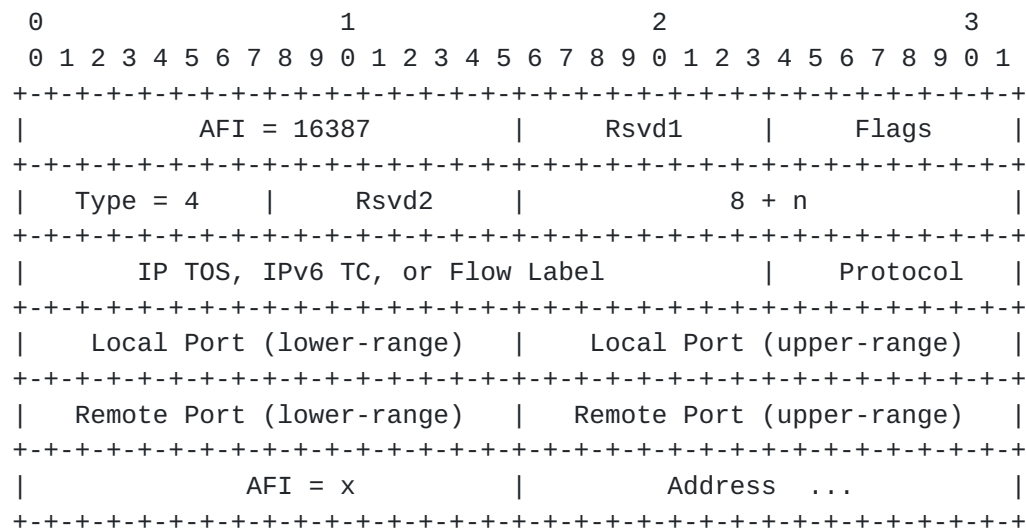 0                   1                   2                   3
 0 1 2 3 4 5 6 7 8 9 0 1 2 3 4 5 6 7 8 9 0 1 2 3 4 5 6 7 8 9 0 1
+-+-+-+-+-+-+-+-+-+-+-+-+-+-+-+-+-+-+-+-+-+-+-+-+-+-+-+-+-+-+-+-+
|           AFI = 16387         |     Rsvd1     |     Flags     |
+-+-+-+-+-+-+-+-+-+-+-+-+-+-+-+-+-+-+-+-+-+-+-+-+-+-+-+-+-+-+-+-+
|   Type = 4    |     Rsvd2     |             8 + n             |
+-+-+-+-+-+-+-+-+-+-+-+-+-+-+-+-+-+-+-+-+-+-+-+-+-+-+-+-+-+-+-+-+
|       IP TOS, IPv6 TC, or Flow Label          |    Protocol   |
+-+-+-+-+-+-+-+-+-+-+-+-+-+-+-+-+-+-+-+-+-+-+-+-+-+-+-+-+-+-+-+-+
|    Local Port (lower-range)   |    Local Port (upper-range)   |
+-+-+-+-+-+-+-+-+-+-+-+-+-+-+-+-+-+-+-+-+-+-+-+-+-+-+-+-+-+-+-+-+
|   Remote Port (lower-range)   |   Remote Port (upper-range)   |
+-+-+-+-+-+-+-+-+-+-+-+-+-+-+-+-+-+-+-+-+-+-+-+-+-+-+-+-+-+-+-+-+
|              AFI = x          |         Address  ...          |
+-+-+-+-+-+-+-+-+-+-+-+-+-+-+-+-+-+-+-+-+-+-+-+-+-+-+-+-+-+-+-+-+